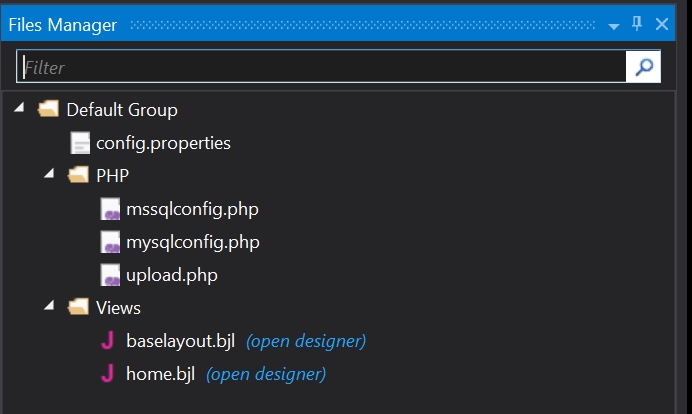 Files Manager
Filter
Default Group
config.properties
PHP
mssqlconfig.php
mysqlconfig.php
upload.php
Views
baselayout.bjl (open designer)
home.bjl (open designer)